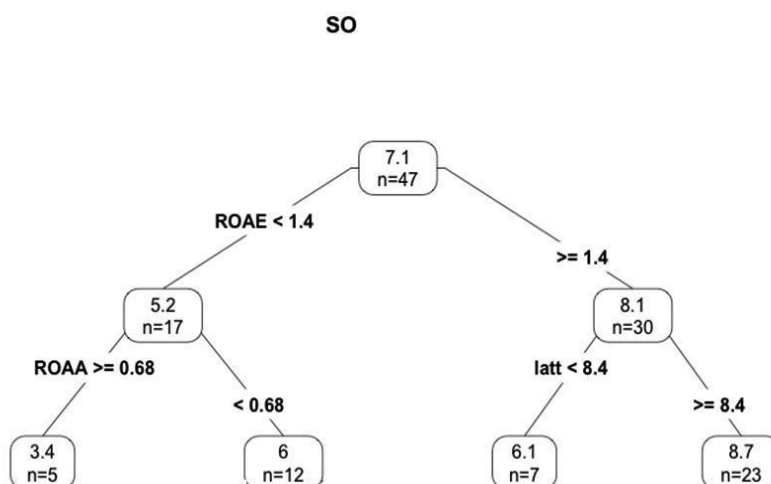 SO
7.1
n=47
ROAE < 1.4
>= 1.4
5.2
n=17
8.1
n=30
ROAA >= 0.68
< 0.68
latt < 8.4
>= 8.4
3.4
n=5
6
n=12
6.1
n=7
8.7
n=23